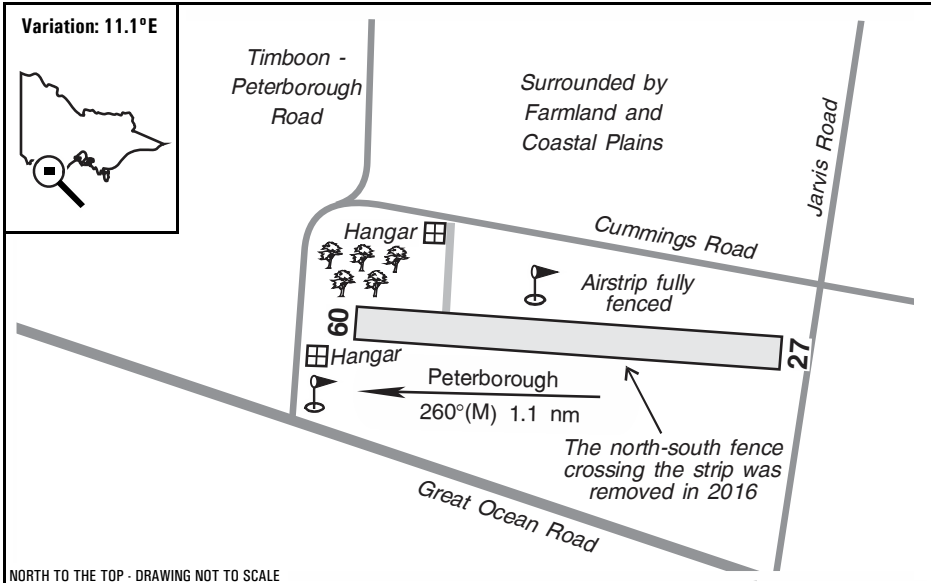 Variation: 11.1°E
Timboon -
Peterborough
Road
Surrounded by
Farmland and
Coastal Plains
Jarvis Road
Hangar
Cummings Road
Airstrip fully
fenced
09
27
Hangar
Peterborough
260°(M) 1.1 nm
The north-south fence
crossing the strip was
removed in 2016
Great Ocean Road
NORTH TO THE TOP - DRAWING NOT TO SCALE